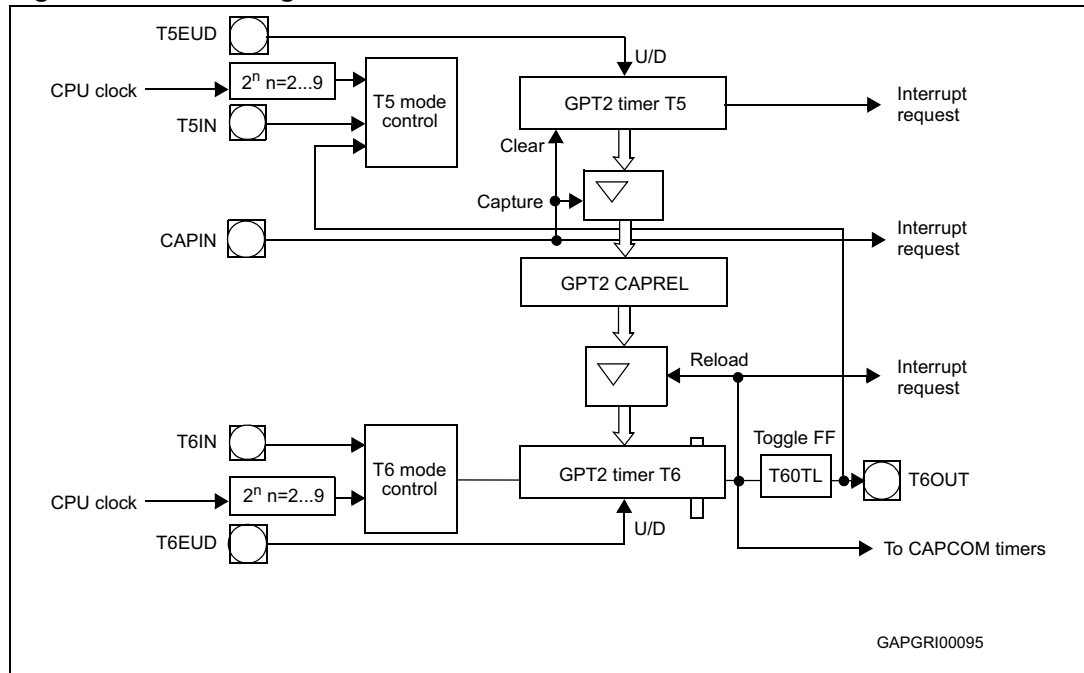 T5EUD
U/D
CPU clock
2ⁿ n=2...9
T5 mode
control
GPT2 timer T5
Interrupt
request
T5IN
Clear
Capture
CAPIN
Interrupt
request
GPT2 CAPREL
Reload
Interrupt
request
T6IN
T6 mode
control
GPT2 timer T6
Toggle FF
T60TL
T6OUT
CPU clock
2ⁿ n=2...9
U/D
T6EUD
To CAPCOM timers
GAPGRI00095